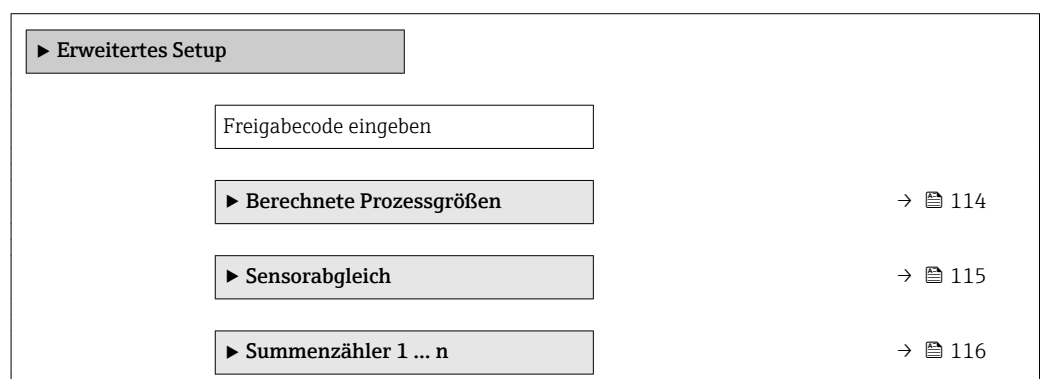 ▶ Erweitertes Setup
Freigabecode eingeben
▶ Berechnete Prozessgrößen → 114
▶ Sensorabgleich → 115
▶ Summenzähler 1 ... n → 116